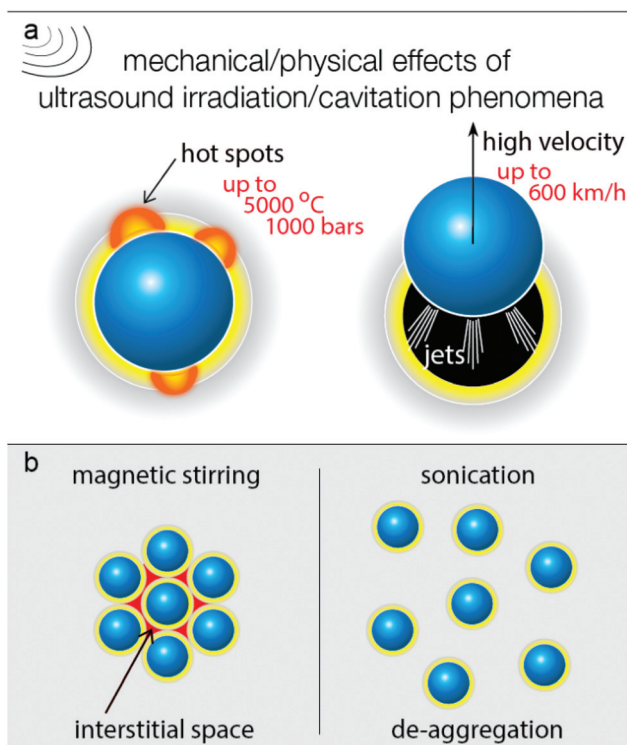 a
mechanical/physical effects of
ultrasound irradiation/cavitation phenomena
hot spots
up to
5000 °C
1000 bars
high velocity
up to
600 km/h
jets
b
magnetic stirring
interstitial space
sonication
de-aggregation